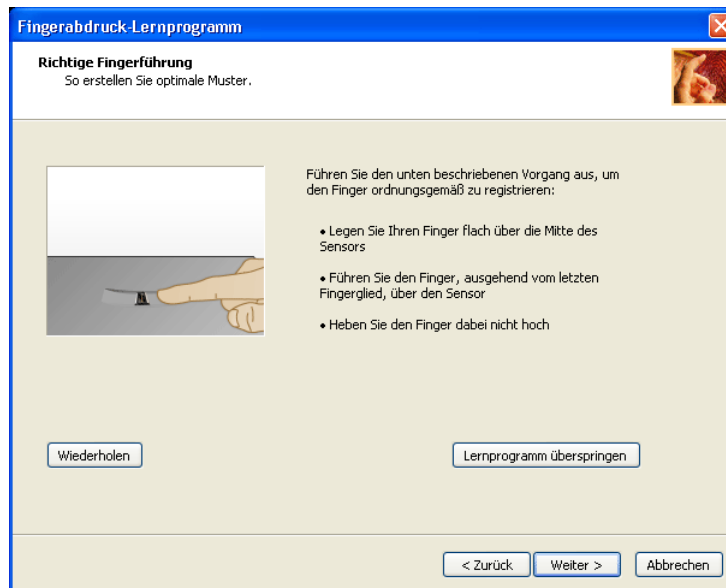 Fingerabdruck-Lernprogramm
Richtige Fingerführung
So erstellen Sie optimale Muster.
Führen Sie den unten beschriebenen Vorgang aus, um
den Finger ordnungsgemäß zu registrieren:
• Legen Sie Ihren Finger flach über die Mitte des
Sensors
• Führen Sie den Finger, ausgehend vom letzten
Fingerglied, über den Sensor
• Heben Sie den Finger dabei nicht hoch
Wiederholen
Lernprogramm überspringen
< Zurück
Weiter >
Abbrechen